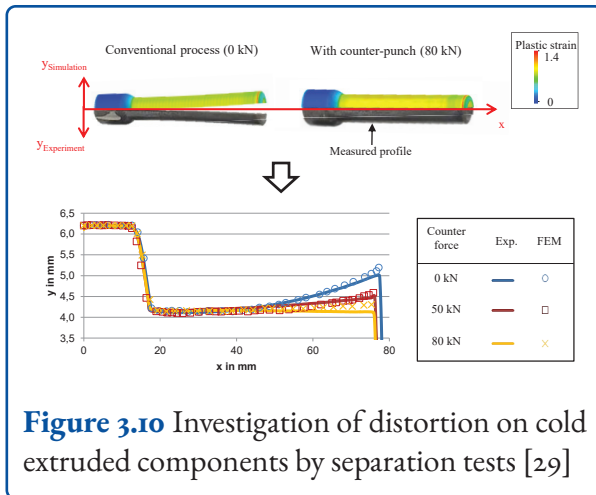 Conventional process (0 kN)
With counter-punch (80 kN)
Plastic strain
1.4
0
ySimulation
x
yExperiment
Measured profile
6,5
6,0
5,5
5,0
4,5
4,0
3,5
y in mm
0 20 40 60 80
x in mm
Counter force Exp. FEM
0 kN
50 kN
80 kN
Figure 3.10 Investigation of distortion on cold
extruded components by separation tests [29]